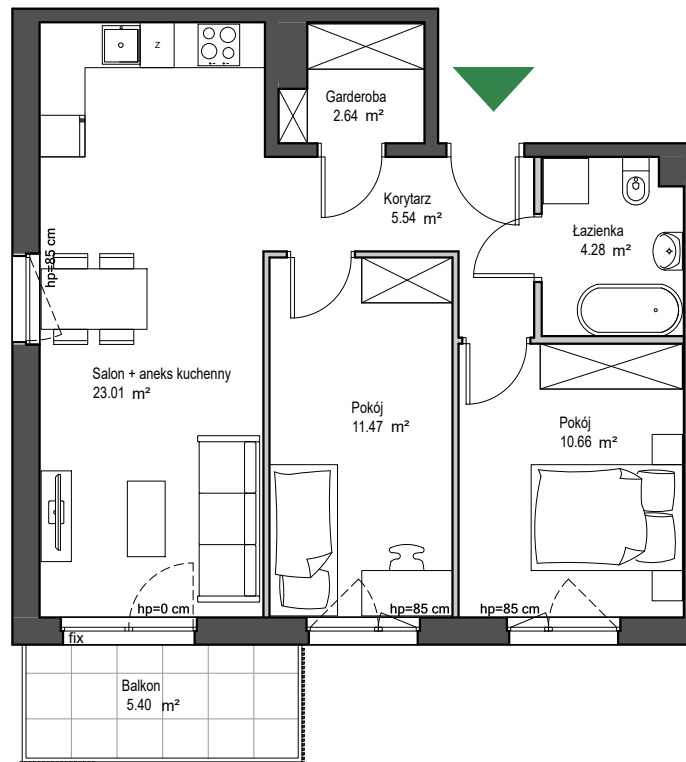 z
Garderoba
2.64 m²
Korytarz
5.54 m²
Łazienka
4.28 m²
hp=85 cm
Salon + aneks kuchenny
23.01 m²
Pokój
11.47 m²
Pokój
10.66 m²
hp=0 cm
hp=85 cm
hp=85 cm
fix
Balkon
5.40 m²